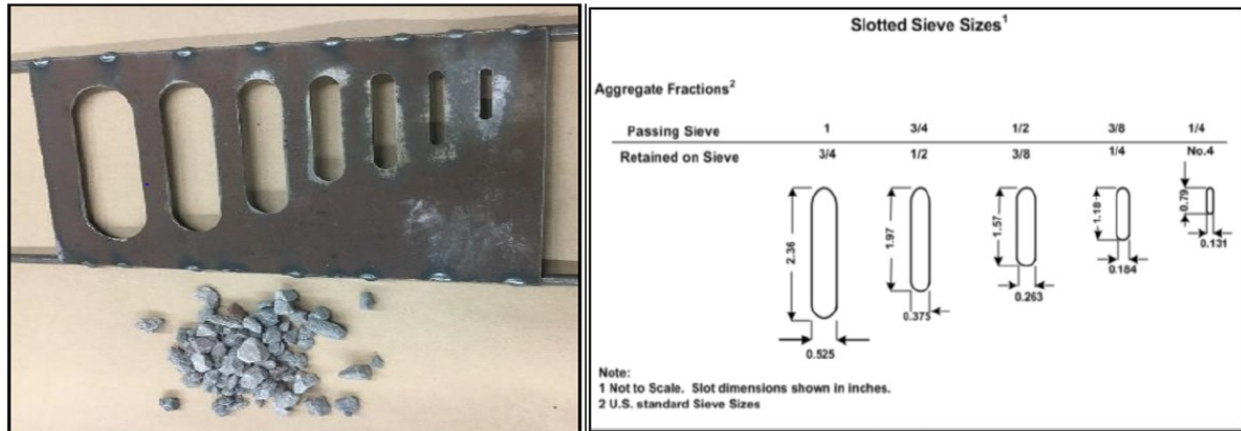 Slotted Sieve Sizes1
Aggregate Fractions2
Passing Sieve 1 3/4 1/2 3/8 1/4
Retained on Sieve 3/4 1/2 3/8 1/4 No.4
2.36 1.97 1.57 1.18 0.79
0.525 0.375 0.263 0.184 0.131
Note:
1 Not to Scale. Slot dimensions shown in inches.
2 U.S. standard Sieve Sizes